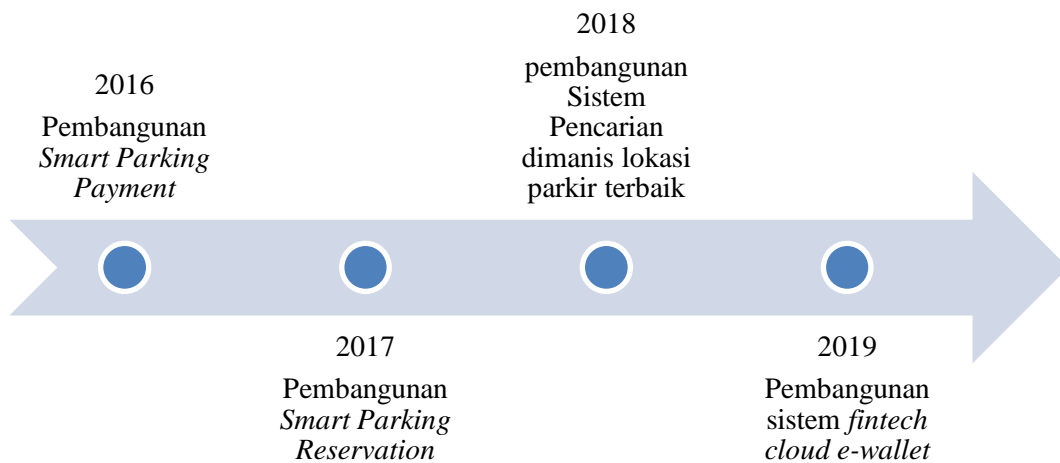 2016
Pembangunan
Smart Parking
Payment
2017
Pembangunan
Smart Parking
Reservation
2018
pembangunan
Sistem
Pencarian
dimanis lokasi
parkir terbaik
2019
Pembangunan
sistem fintech
cloud e-wallet